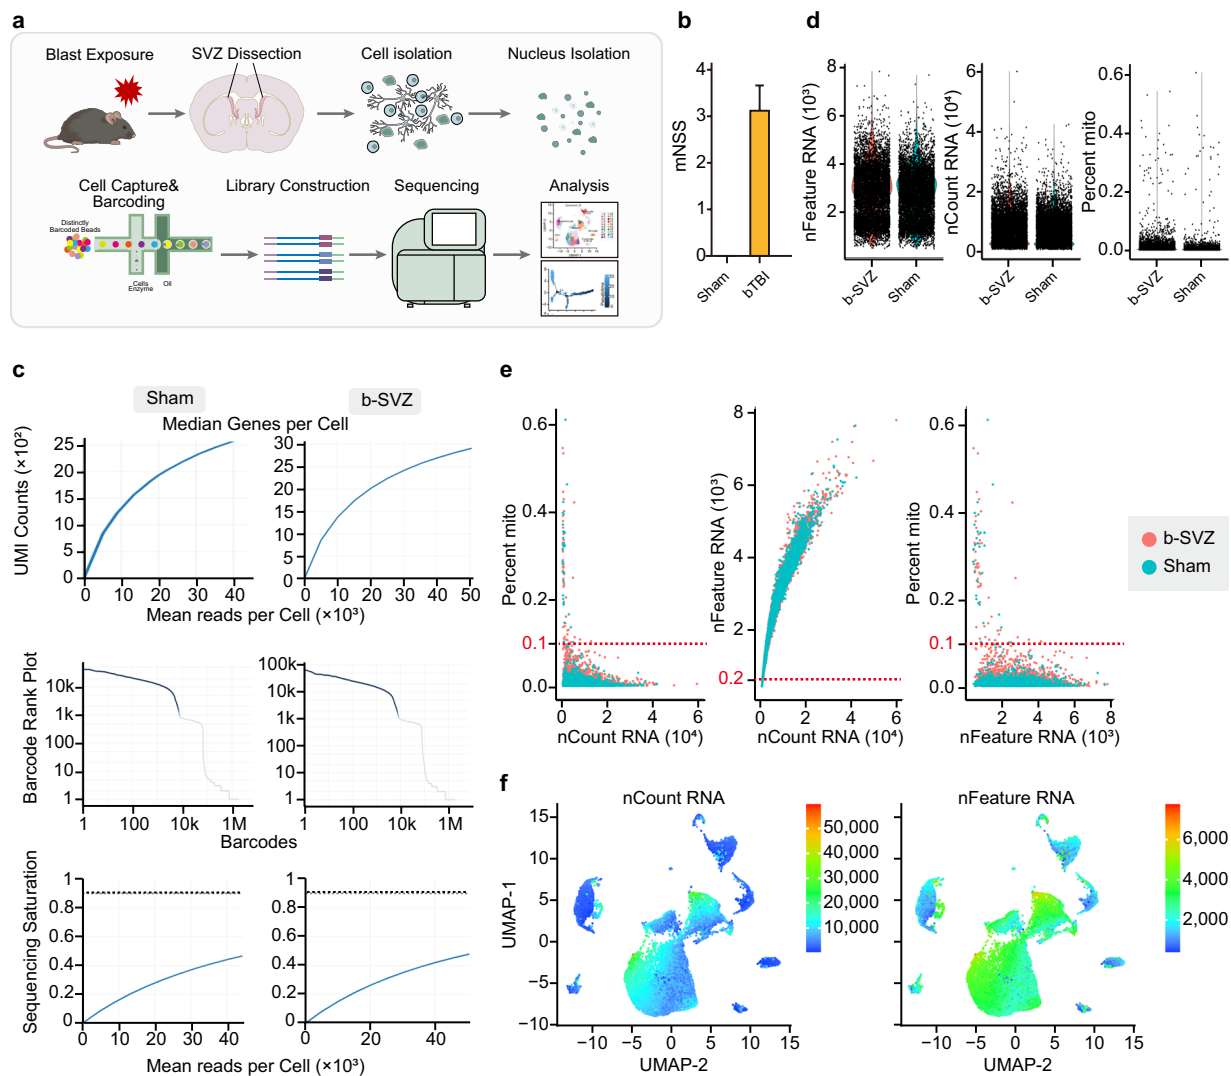 a
Blast Exposure
SVZ Dissection
Cell isolation
Nucleus Isolation
Cell Capture&
Barcoding
Library Construction
Sequencing
Analysis
Distinctly
Barcoded Beads
Cells
Enzyme
Oil
b
mNSS
4
3
2
1
0
Sham
bTBI
d
nFeature RNA (10³)
8
6
4
2
b-SVZ
Sham
nCount RNA (10⁴)
6
4
2
0
b-SVZ
Sham
Percent mito
0.6
0.4
0.2
0.0
b-SVZ
Sham
c
Sham
b-SVZ
Median Genes per Cell
UMI Counts (×10²)
25
20
15
10
5
0
0 10 20 30 40
30
25
20
15
10
5
0
0 10 20 30 40 50
Mean reads per Cell (×10³)
Barcode Rank Plot
10k
1k
100
10
1
1 100 10k 1M
100k
10k
1k
100
10
1
1 100 10k 1M
Barcodes
Sequencing Saturation
1
0.8
0.6
0.4
0.2
0
0 20 40
1
0.8
0.6
0.4
0.2
0
0 20 40
Mean reads per Cell (×10³)
e
Percent mito
0.6
0.4
0.2
0.1
0.0
0 2 4 6
nCount RNA (10⁴)
nFeature RNA (10³)
8
6
4
2
0.2
0 2 4 6
nCount RNA (10⁴)
Percent mito
0.6
0.4
0.2
0.1
0.0
2 4 6 8
nFeature RNA (10³)
b-SVZ
Sham
f
nCount RNA
UMAP-1
15
10
5
0
−5
−10
−10 −5 0 5 10 15
UMAP-2
50,000
40,000
30,000
20,000
10,000
nFeature RNA
−10 −5 0 5 10 15
UMAP-2
6,000
4,000
2,000